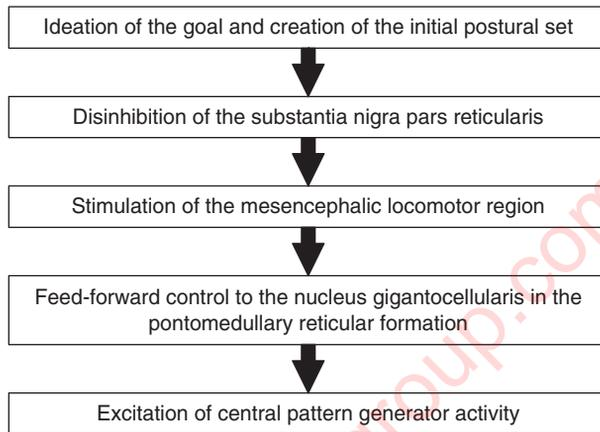 Ideation of the goal and creation of the initial postural set
Disinhibition of the substantia nigra pars reticularis
Stimulation of the mesencephalic locomotor region
Feed-forward control to the nucleus gigantocellularis in the
pontomedullary reticular formation
Excitation of central pattern generator activity
group.com